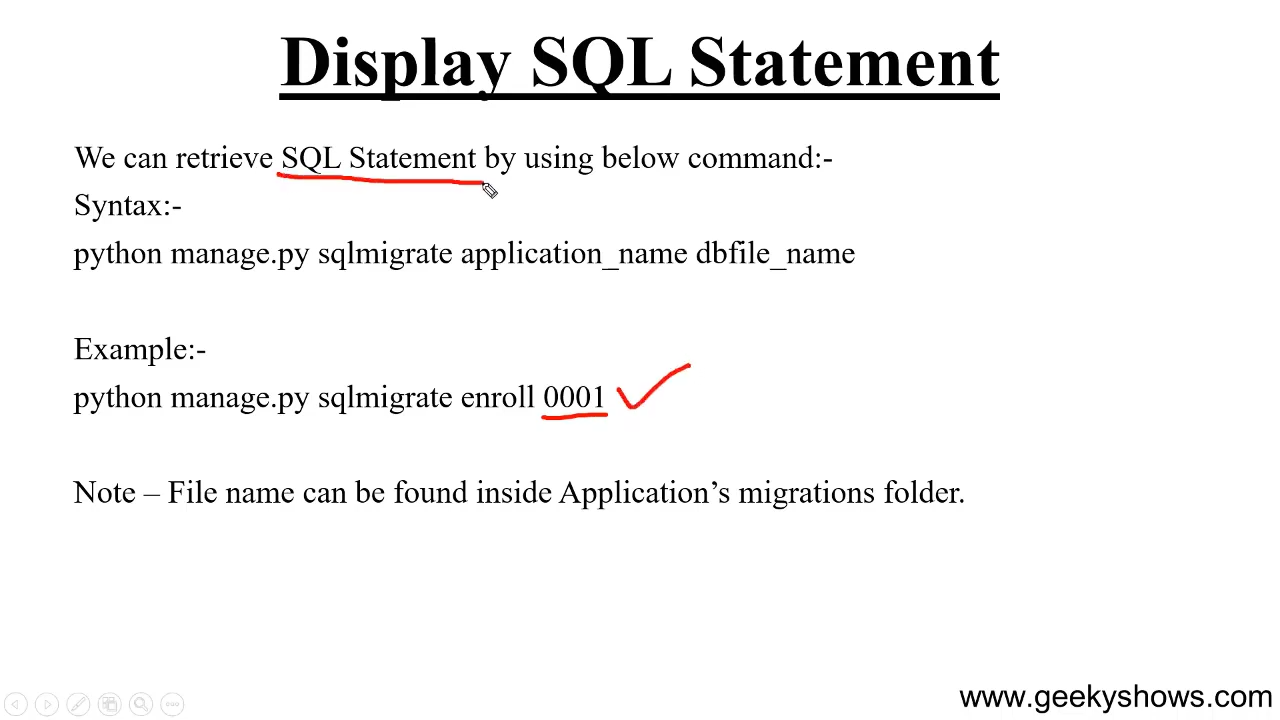 Display SQL Statement
We can retrieve SQL Statement by using below command:-
Syntax:-
python manage.py sqlmigrate application_name dbfile_name
Example:-
python manage.py sqlmigrate enroll 0001
Note – File name can be found inside Application’s migrations folder.
www.geekyshows.com